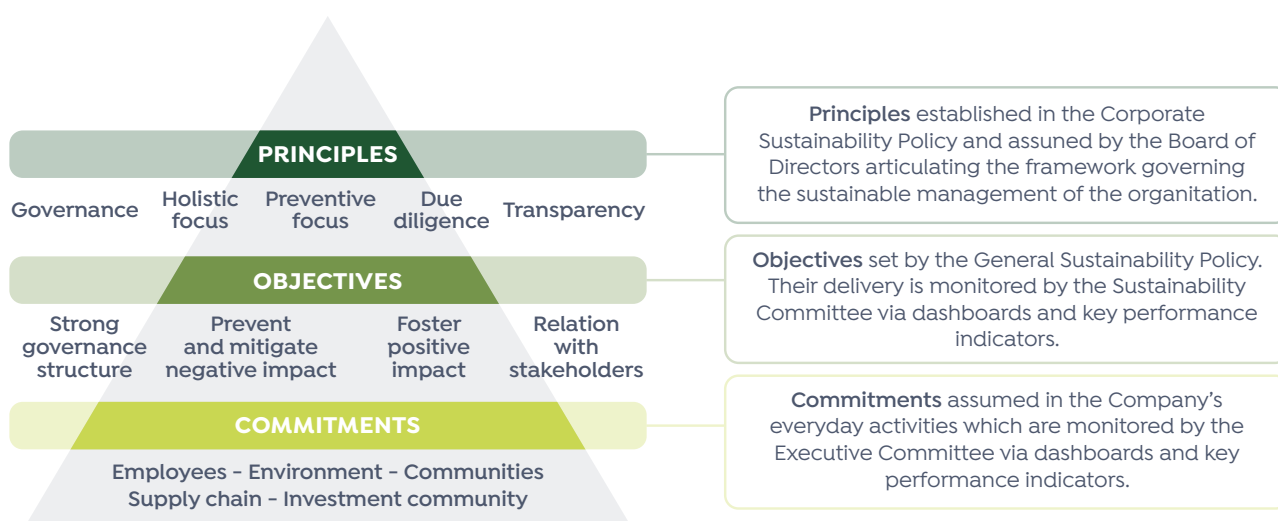 PRINCIPLES
Governance
Holistic
focus
Preventive
focus
Due
diligence
Transparency
Principles established in the Corporate
Sustainability Policy and assuned by the Board of
Directors articulating the framework governing
the sustainable management of the organitation.
OBJECTIVES
Strong
governance
structure
Prevent
and mitigate
negative impact
Foster
positive
impact
Relation
with
stakeholders
Objectives set by the General Sustainability Policy.
Their delivery is monitored by the Sustainability
Committee via dashboards and key performance
indicators.
COMMITMENTS
Employees - Environment - Communities
Supply chain - Investment community
Commitments assumed in the Company’s
everyday activities which are monitored by the
Executive Committee via dashboards and key
performance indicators.